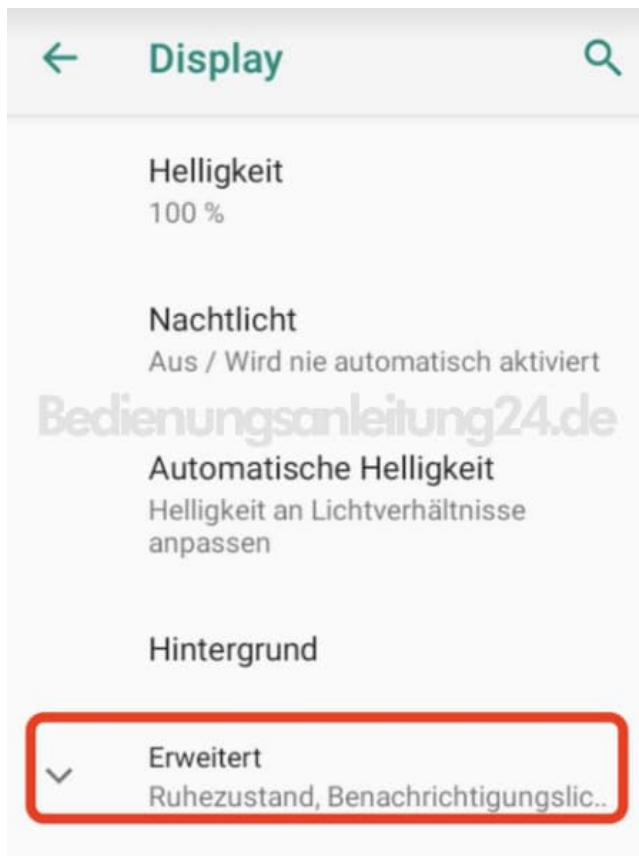 Display
Helligkeit
100 %
Nachtlicht
Aus / Wird nie automatisch aktiviert
Bedienungsanleitung24.de
Automatische Helligkeit
Helligkeit an Lichtverhältnisse
anpassen
Hintergrund
Erweitert
Ruhezustand, Benachrichtigungslic..